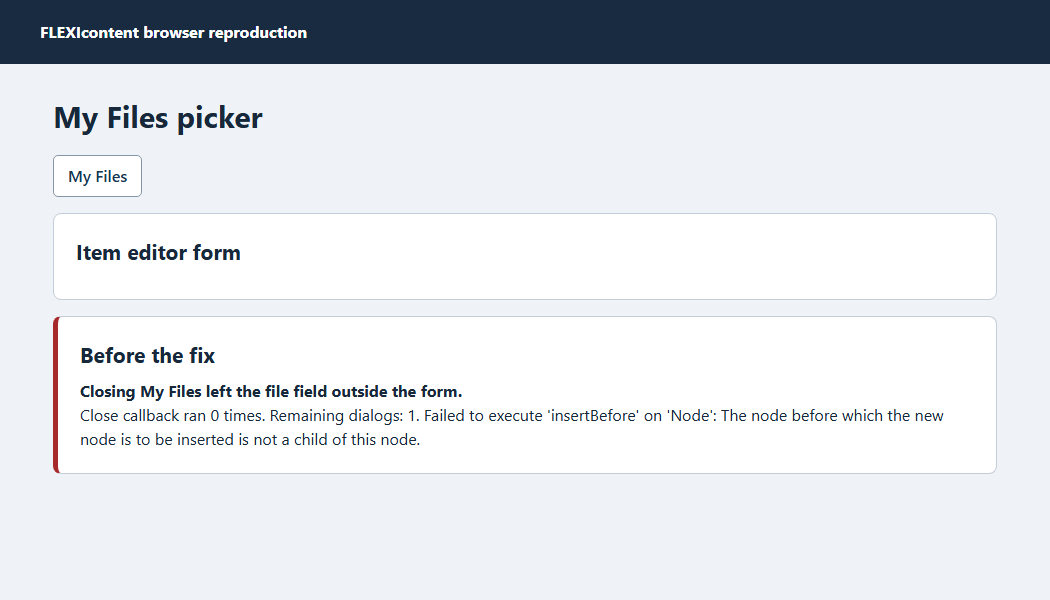 FLEXIcontent browser reproduction
My Files picker
My Files
Item editor form
Before the fix
Closing My Files left the file field outside the form.
Close callback ran 0 times. Remaining dialogs: 1. Failed to execute 'insertBefore' on 'Node': The node before which the new
node is to be inserted is not a child of this node.